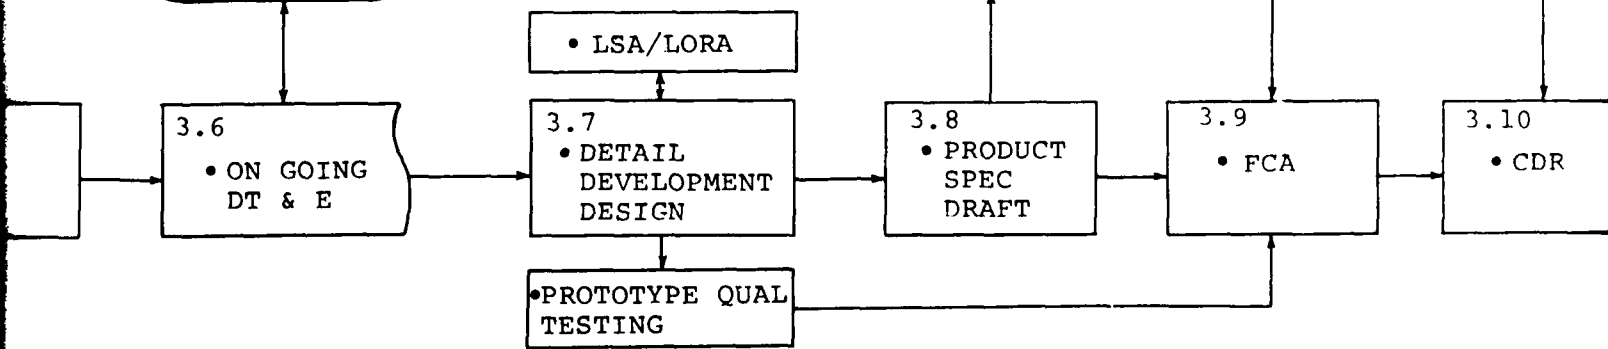 • LSA/LORA
3.6
• ON GOING
DT & E
3.7
• DETAIL
DEVELOPMENT
DESIGN
3.8
• PRODUCT
SPEC
DRAFT
3.9
• FCA
3.10
• CDR
•PROTOTYPE QUAL
TESTING